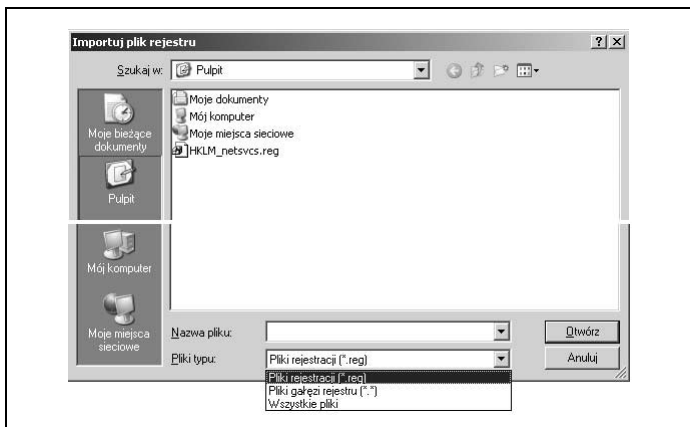 Importuj plik rejestru
Szukaj w: Pulpit
Moje bieżące
dokumenty
Pulpit
Mój komputer
Moje miejsca
sieciowe
Moje dokumenty
Mój komputer
Moje miejsca sieciowe
HKLM_netsvcs.reg
Nazwa pliku:
Otwórz
Pliki typu: Pliki rejestracji (*.reg)
Anuluj
Pliki rejestracji (*.reg)
Pliki gałęzi rejestru (*.*)
Wszystkie pliki